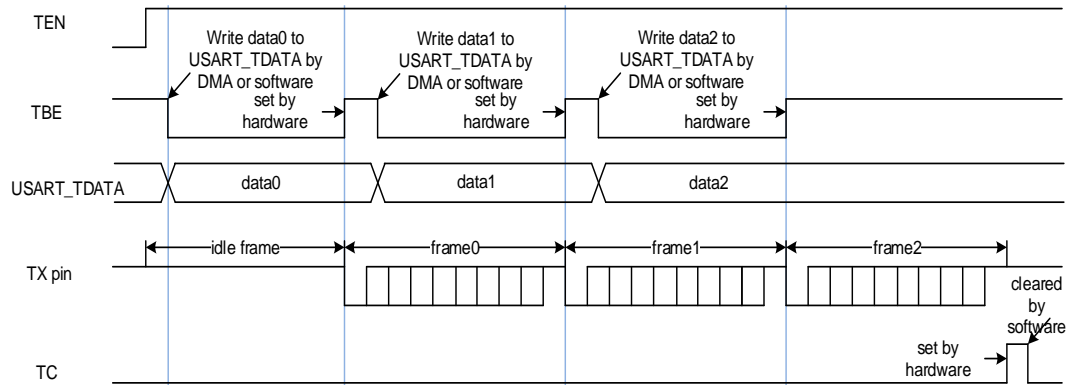 TEN
Write data0 to
USART_TDATA by
DMA or software
Write data1 to
USART_TDATA by
DMA or software
Write data2 to
USART_TDATA by
DMA or software
TBE
set by
hardware
set by
hardware
set by
hardware
USART_TDATA
data0
data1
data2
idle frame
frame0
frame1
frame2
TX pin
cleared
by
software
set by
hardware
TC